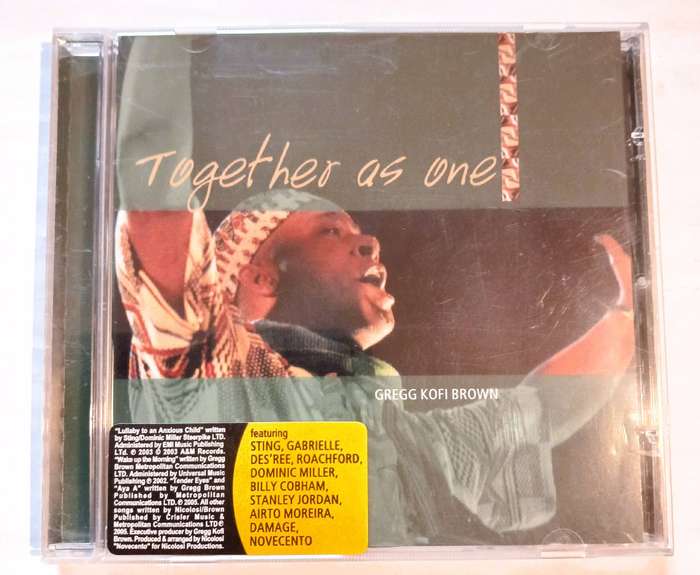 Together as one
GREGG KOFI BROWN
"Lullaby to an Anxious Child" written
by Sting/Dominic Miller Steerpike LTD.
Administered by EMI Music Publishing
LTd. ℗ 2003 © 2003 A&M Records.
"Wake up the Morning" written by Gregg
Brown Metropolitan Communications
LTD. Administered by Universal Music
Publishing ℗ 2002. "Tender Eyes" and
"Aya A" written by Gregg Brown
Published by Metropolitan
Communications LTD. ℗ 2005. All other
songs written by Nicolosi/Brown
Published by Crisler Music &
Metropolitan Communications LTD℗
2005. Executive producer by Gregg Kofi
Brown. Produced & arranged by Nicolosi
"Novecento" for Nicolosi Productions.
featuring
STING, GABRIELLE,
DES'REE, ROACHFORD,
DOMINIC MILLER,
BILLY COBHAM,
STANLEY JORDAN,
AIRTO MOREIRA,
DAMAGE,
NOVECENTO